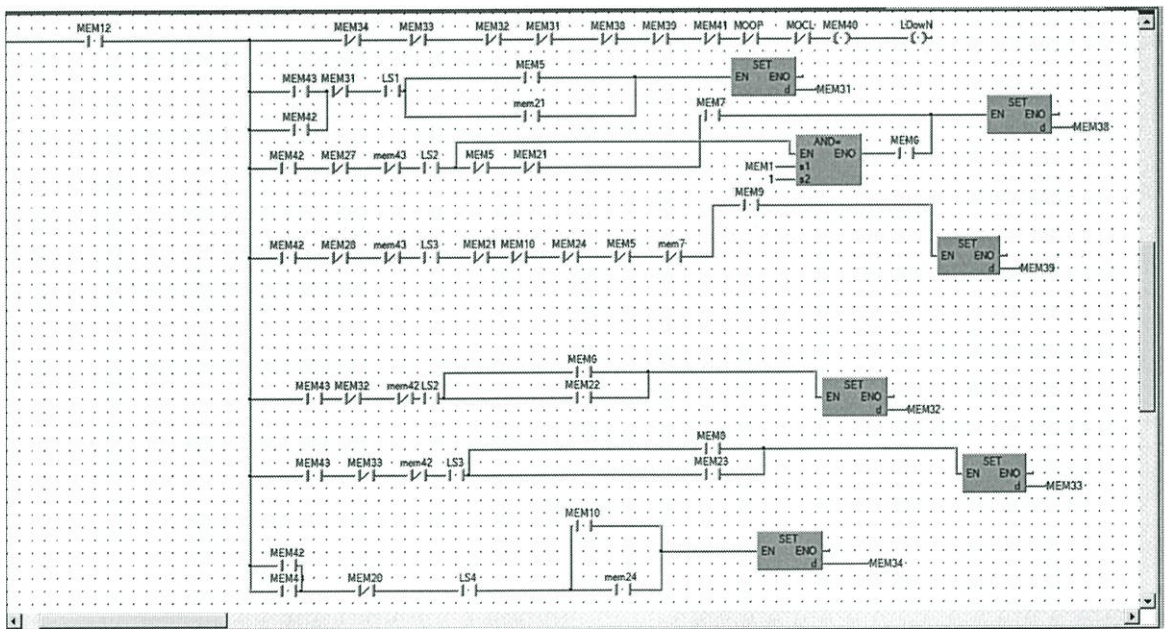 MEM12 MEM34 MEM33 MEM32 MEM31 MEM38 MEM39 MEM41 MOOP MOCL MEM40 LDowN
MEM43 MEM31 LS1 MEM5 SET
EN ENO
d MEM31
mem21
MEM42
MEM7 SET
EN ENO
d MEM38
MEM42 MEM27 mem43 LS2 MEM5 MEM21 AND=
EN ENO MEM6
MEM1 s1
1 s2
MEM9
MEM42 MEM28 mem43 LS3 MEM21 MEM10 MEM24 MEM5 mem7 SET
EN ENO
d MEM39
MEM6
MEM43 MEM32 mem42 LS2 MEM22 SET
EN ENO
d MEM32
MEM8
MEM43 MEM33 mem42 LS3 MEM23 SET
EN ENO
d MEM33
MEM10
SET
EN ENO
d MEM34
MEM42
MEM20 LS4 mem24